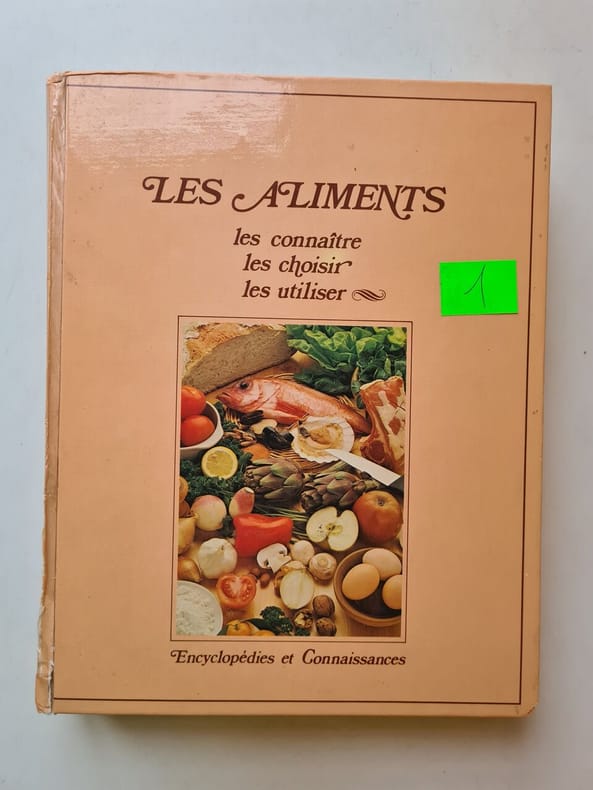 LES ALIMENTS
les connaître
les choisir
les utiliser
1
Encyclopédies et Connaissances